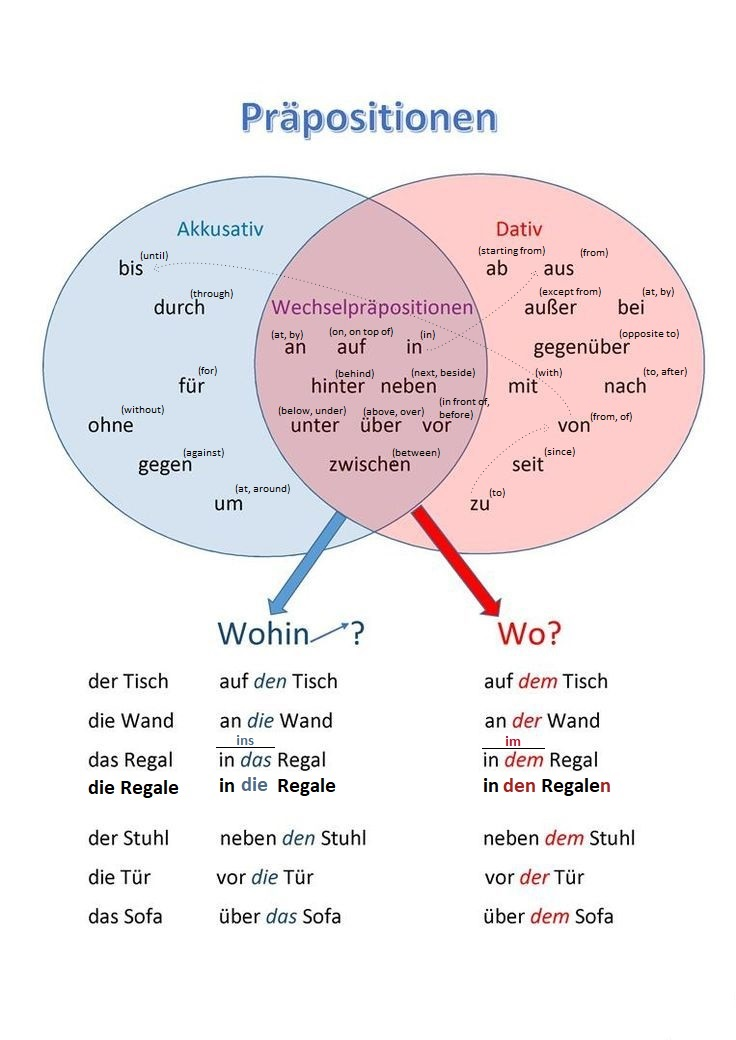 Präpositionen
Akkusativ
Dativ
bis (until)
ab (starting from)
aus (from)
durch (through)
Wechselpräpositionen
außer (except from)
bei (at, by)
an (at, by)
auf (on, on top of)
in (in)
gegenüber (opposite to)
für (for)
hinter (behind)
neben (next, beside)
mit (with)
nach (to, after)
ohne (without)
unter (below, under)
über (above, over)
vor (in front of, before)
von (from, of)
gegen (against)
zwischen (between)
seit (since)
um (at, around)
zu (to)
Wohin ?
Wo?
der Tisch auf den Tisch auf dem Tisch
die Wand an die Wand an der Wand
ins im
das Regal in das Regal in dem Regal
die Regale in die Regale in den Regalen
der Stuhl neben den Stuhl neben dem Stuhl
die Tür vor die Tür vor der Tür
das Sofa über das Sofa über dem Sofa